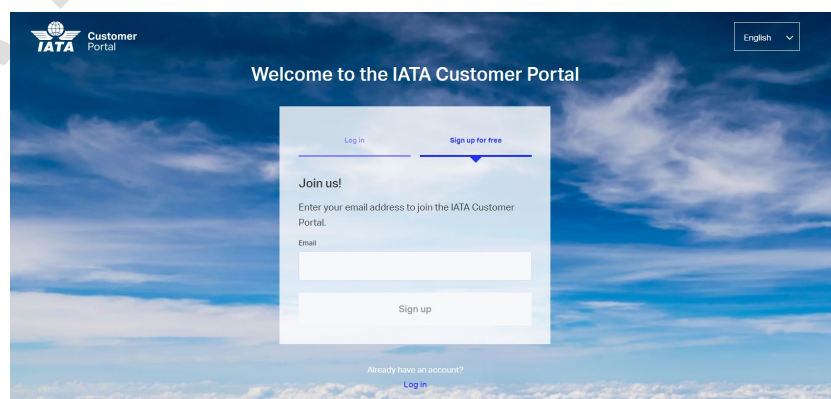 IATA
Customer
Portal
English
Welcome to the IATA Customer Portal
Log in
Sign up for free
Join us!
Enter your email address to join the IATA Customer
Portal.
Email
Sign up
Already have an account?
Log in